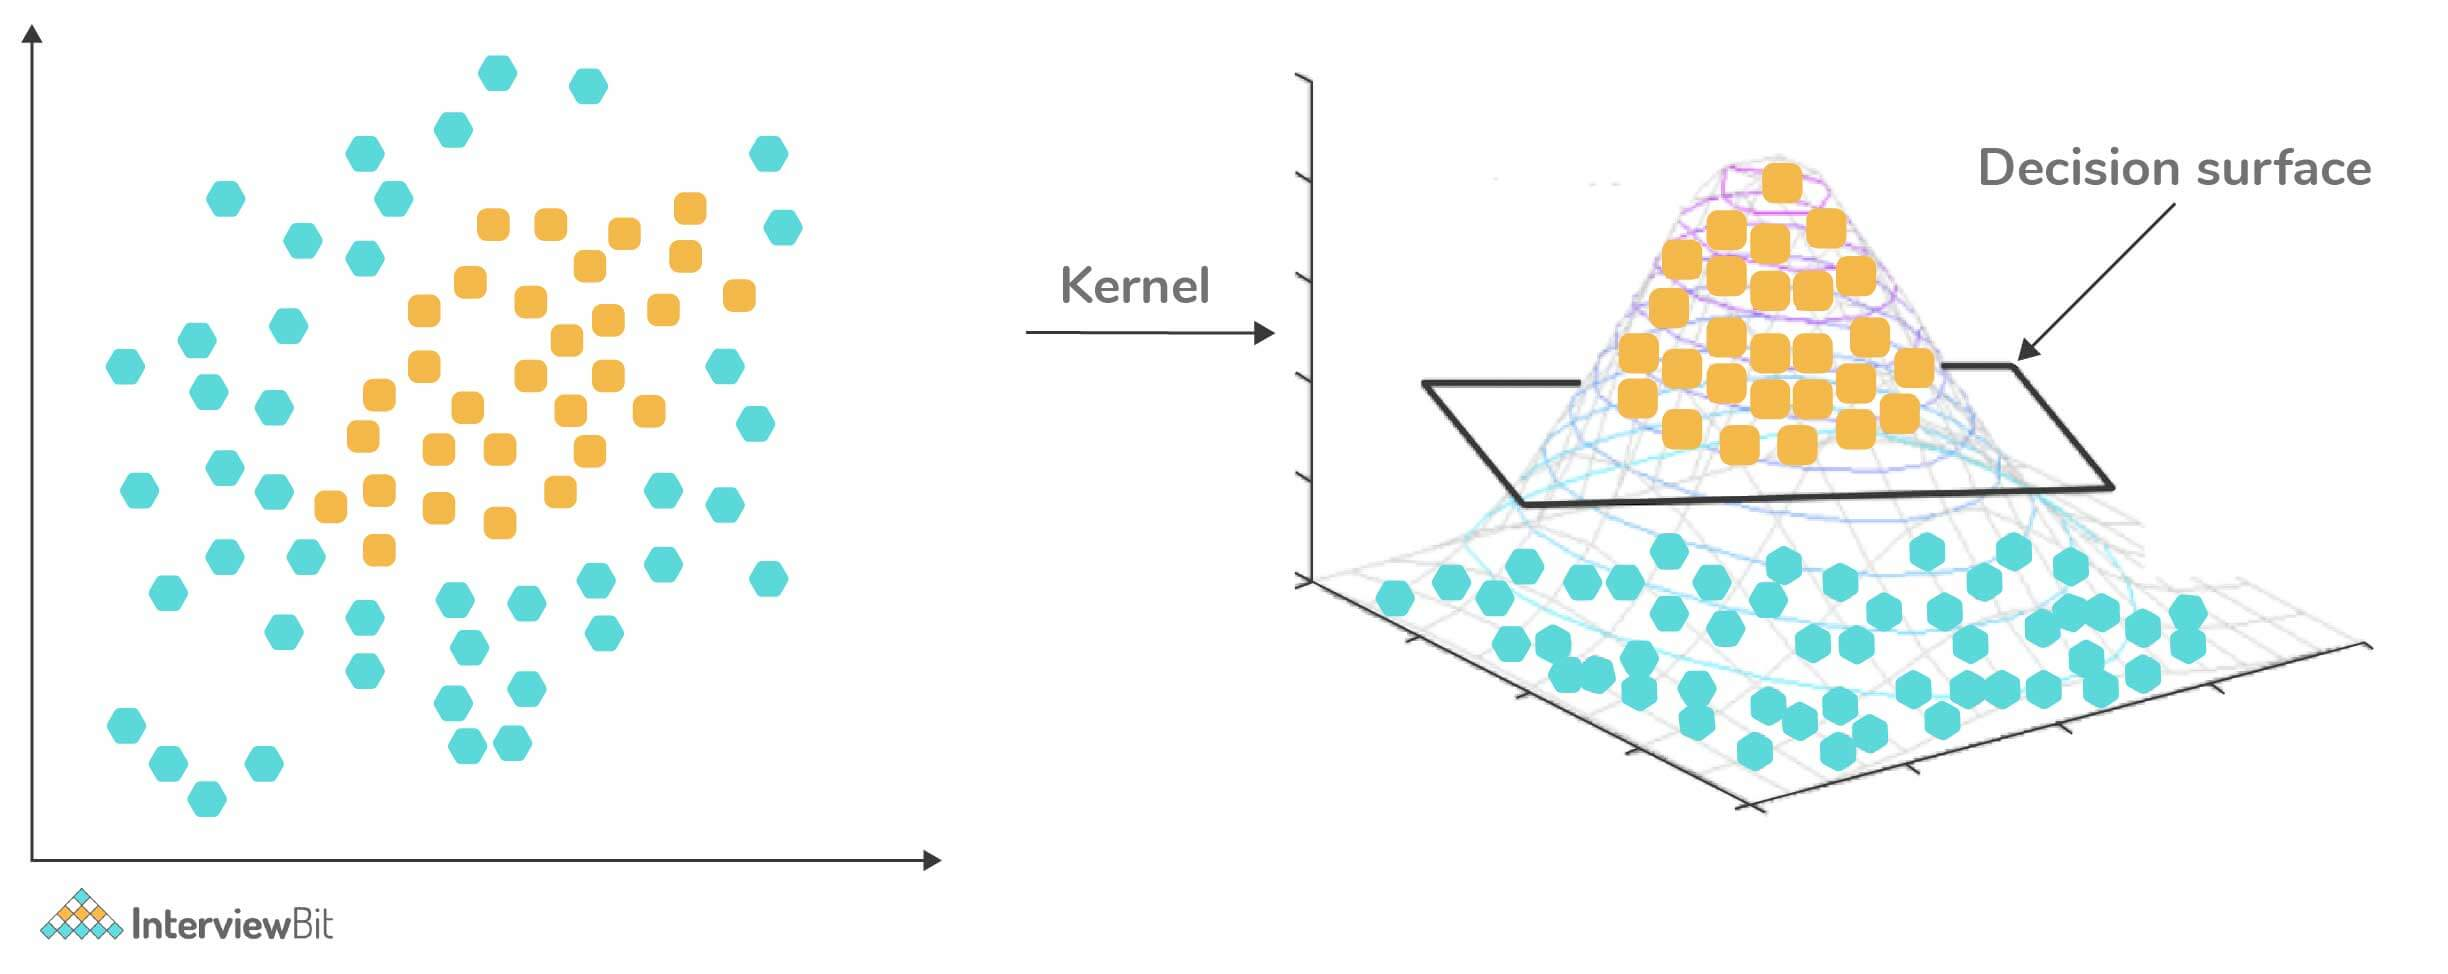 Kernel
Decision surface
InterviewBit